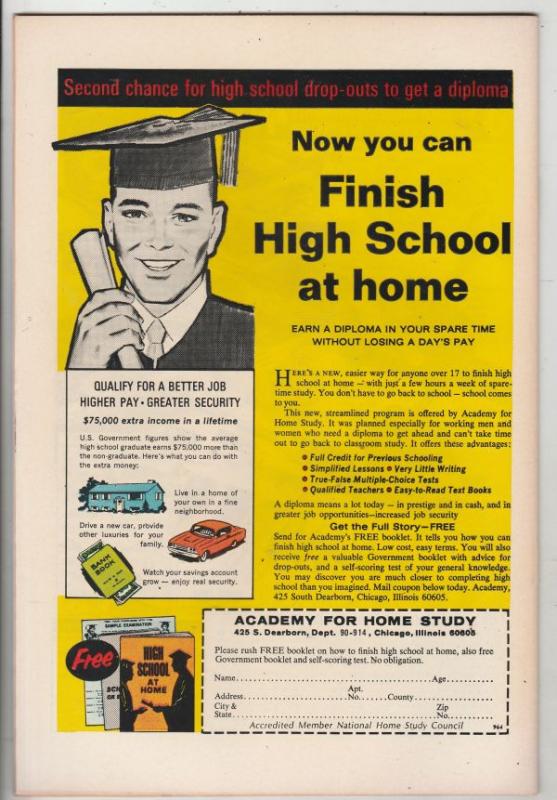 Second chance for high school drop-outs to get a diploma
Now you can
Finish
High School
at home
EARN A DIPLOMA IN YOUR SPARE TIME
WITHOUT LOSING A DAY'S PAY
HERE'S A NEW, easier way for anyone over 17 to finish high
school at home — with just a few hours a week of spare-
time study. You don't have to go back to school — school comes
to you.
This new, streamlined program is offered by Academy for
Home Study. It was planned especially for working men and
women who need a diploma to get ahead and can't take time
out to go back to classroom study. It offers these advantages:
• Full Credit for Previous Schooling
• Simplified Lessons • Very Little Writing
• True-False Multiple-Choice Tests
• Qualified Teachers • Easy-to-Read Text Books
A diploma means a lot today – in prestige and in cash, and in
greater job opportunities–increased job security
Get the Full Story–FREE
Send for Academy's FREE booklet. It tells you how you can
finish high school at home. Low cost, easy terms. You will also
receive free a valuable Government booklet with advice for
drop-outs, and a self-scoring test of your general knowledge.
You may discover you are much closer to completing high
school than you imagined. Mail coupon below today. Academy,
425 South Dearborn, Chicago, Illinois 60605.
QUALIFY FOR A BETTER JOB
HIGHER PAY • GREATER SECURITY
$75,000 extra income in a lifetime
U.S. Government figures show the average
high school graduate earns $75,000 more than
the non-graduate. Here's what you can do with
the extra money:
Live in a home of
your own in a fine
neighborhood.
Drive a new car, provide
other luxuries for your
family.
BANK
BOOK
Watch your savings account
grow — enjoy real security.
SIMPLE EXAMINATION
Free
HIGH
SCHOOL
AT
HOME
ACADEMY FOR HOME STUDY
425 S. Dearborn, Dept. 90-914, Chicago, Illinois 60605
Please rush FREE booklet on how to finish high school at home, also free
Government booklet and self-scoring test. No obligation.
Name Age
Apt.
Address No. County
City & Zip
State No.
Accredited Member National Home Study Council 964